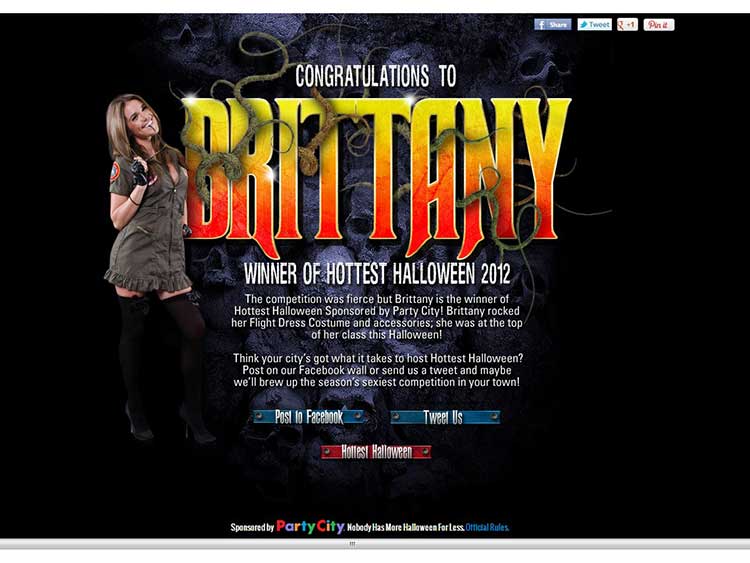 Share
Tweet
+1
Pin it
CONGRATULATIONS TO
BRITTANY
WINNER OF HOTTEST HALLOWEEN 2012
The competition was fierce but Brittany is the winner of
Hottest Halloween Sponsored by Party City! Brittany rocked
her Flight Dress Costume and accessories; she was at the top
of her class this Halloween!
Think your city's got what it takes to host Hottest Halloween?
Post on our Facebook wall or send us a tweet and maybe
we'll brew up the season's sexiest competition in your town!
Post to Facebook
Tweet Us
Hottest Halloween
Sponsored by Party City. Nobody Has More Halloween For Less. Official Rules.